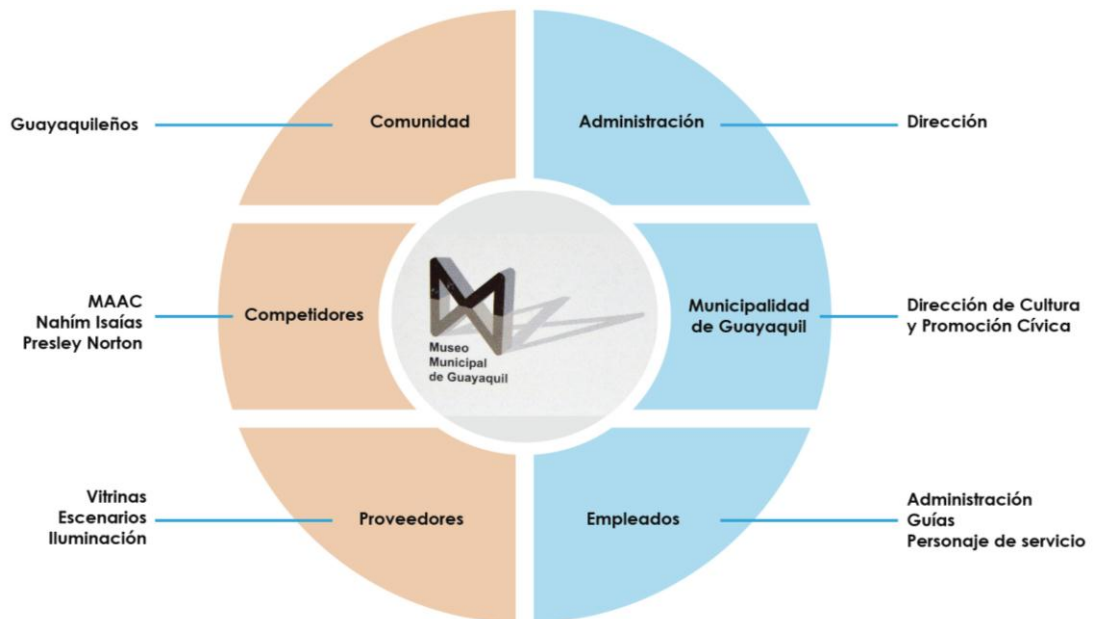 Guayaquileños
Comunidad
Administración
Dirección
MAAC
Nahím Isaías
Presley Norton
Competidores
Museo
Municipal
de Guayaquil
Municipalidad
de Guayaquil
Dirección de Cultura
y Promoción Cívica
Vitrinas
Escenarios
Iluminación
Proveedores
Empleados
Administración
Guías
Personaje de servicio